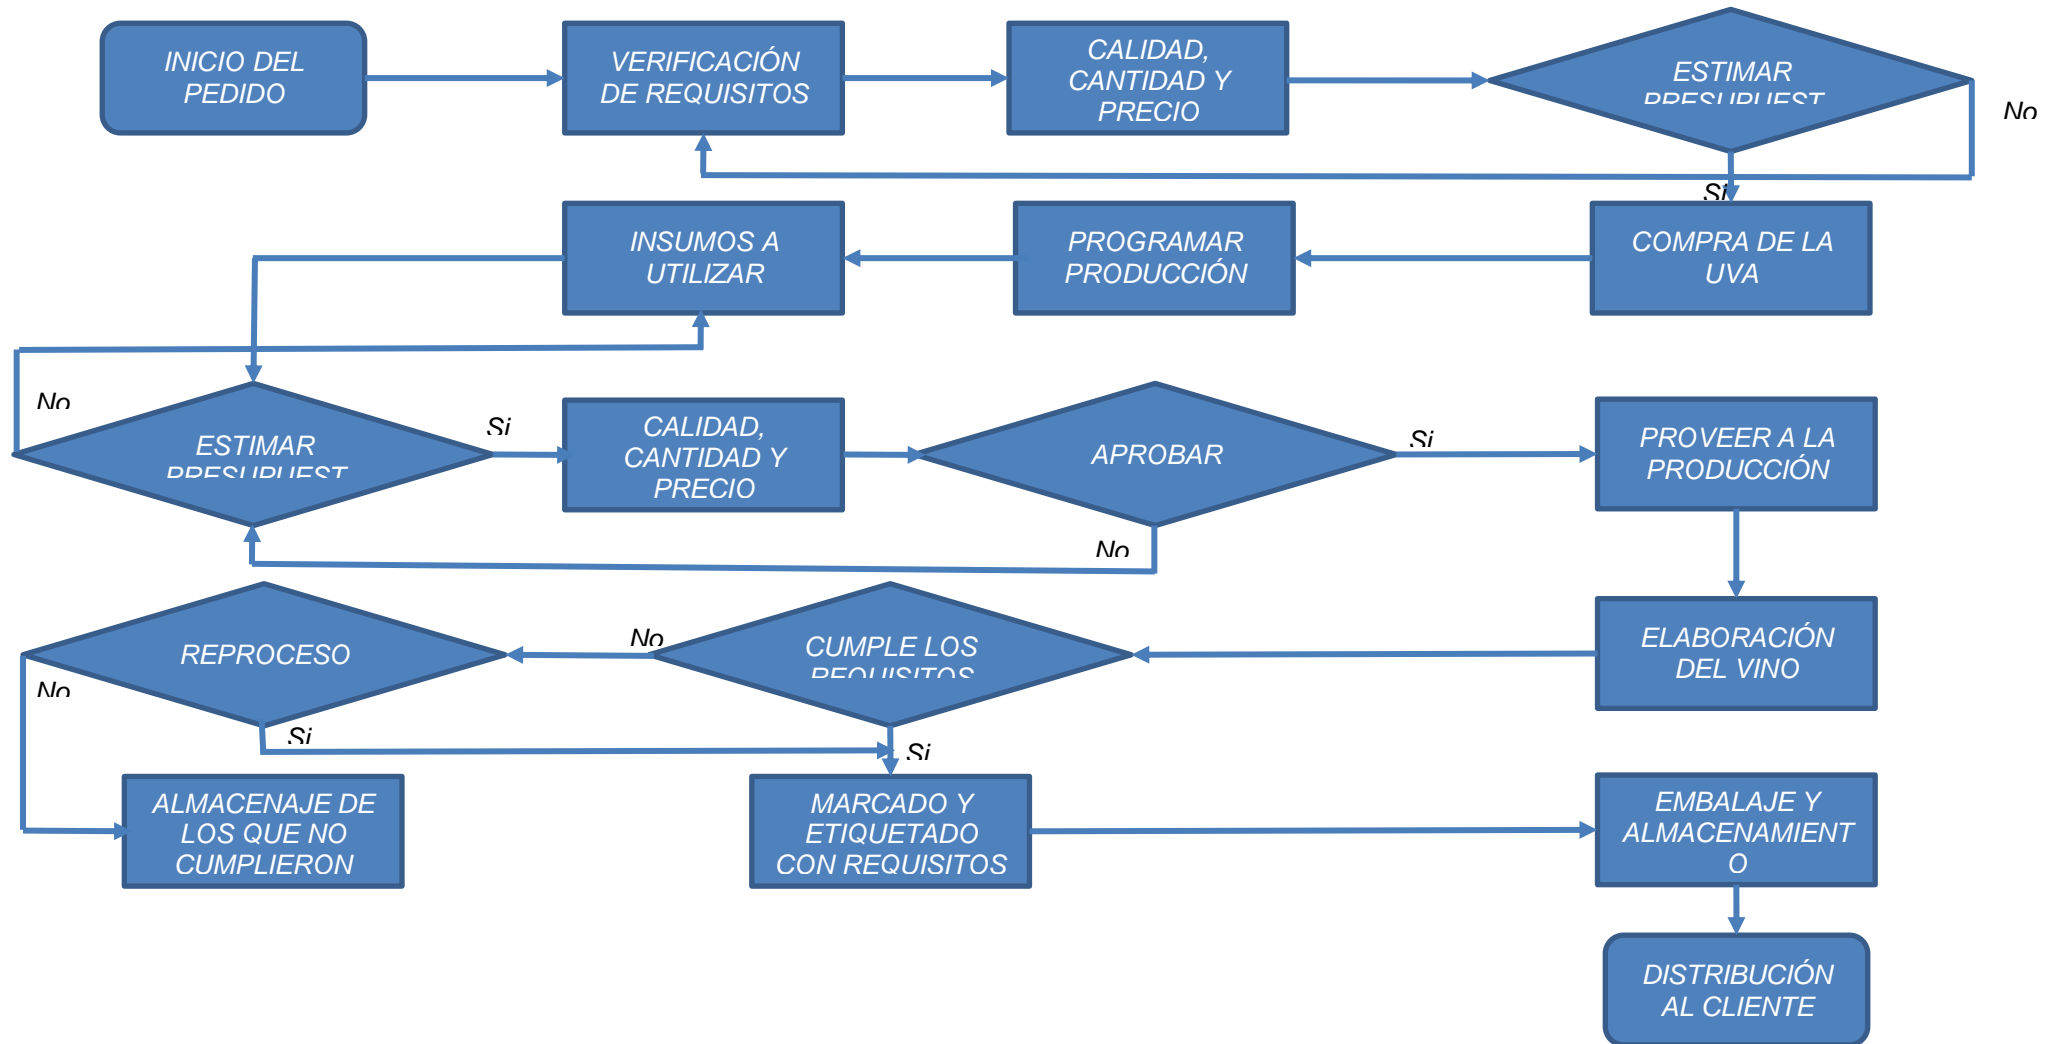 INICIO DEL
PEDIDO
VERIFICACIÓN
DE REQUISITOS
CALIDAD,
CANTIDAD Y
PRECIO
ESTIMAR
PRESUPUEST
No
Si
INSUMOS A
UTILIZAR
PROGRAMAR
PRODUCCIÓN
COMPRA DE LA
UVA
No
ESTIMAR
PRESUPUEST
Si
CALIDAD,
CANTIDAD Y
PRECIO
APROBAR
Si
PROVEER A LA
PRODUCCIÓN
No
REPROCESO
No
CUMPLE LOS
REQUISITOS
ELABORACIÓN
DEL VINO
No
Si
Si
ALMACENAJE DE
LOS QUE NO
CUMPLIERON
MARCADO Y
ETIQUETADO
CON REQUISITOS
EMBALAJE Y
ALMACENAMIENT
O
DISTRIBUCIÓN
AL CLIENTE